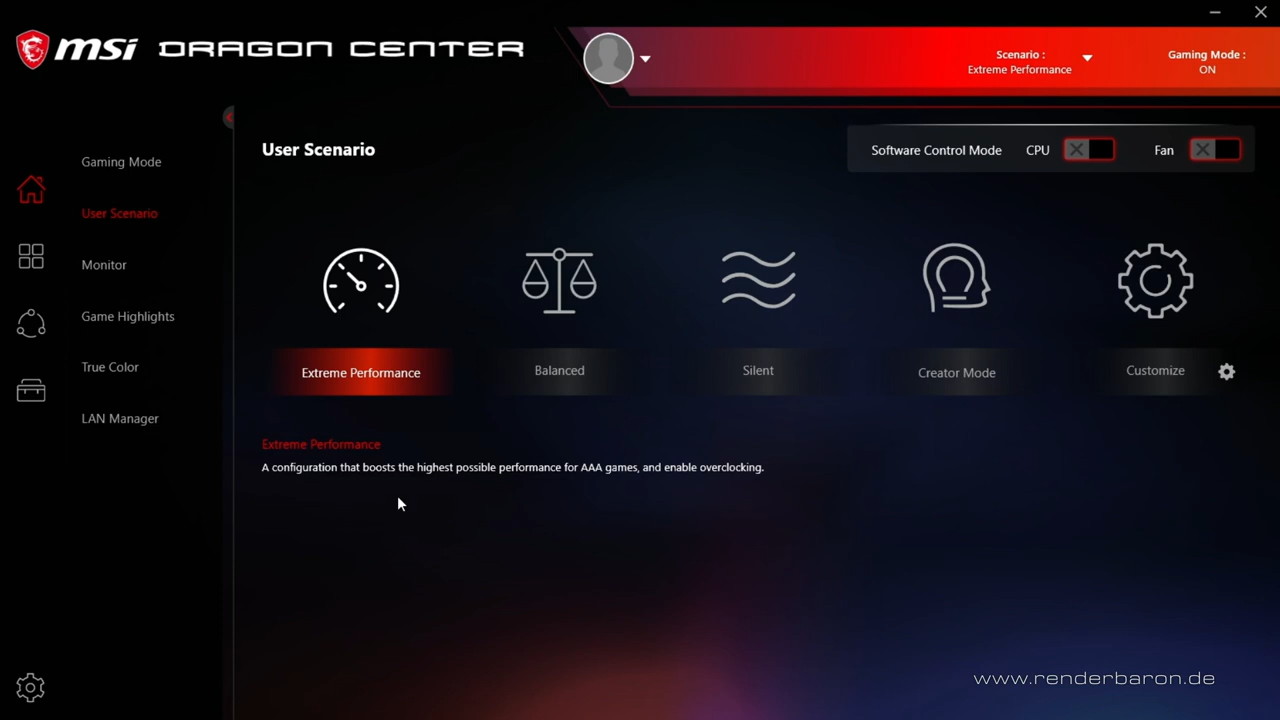 msi DRAGON CENTER
Scenario :
Extreme Performance
Gaming Mode :
ON
Gaming Mode
User Scenario
Monitor
Game Highlights
True Color
LAN Manager
User Scenario
Software Control Mode CPU Fan
Extreme Performance
Balanced
Silent
Creator Mode
Customize
Extreme Performance
A configuration that boosts the highest possible performance for AAA games, and enable overclocking.
www.renderbaron.de